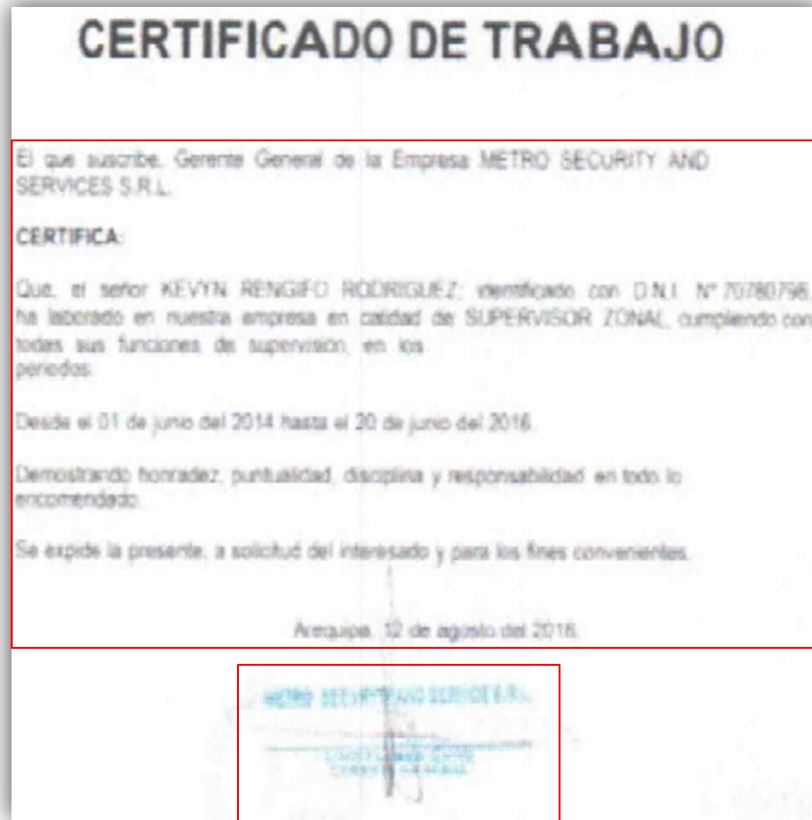 CERTIFICADO DE TRABAJO
El que suscribe, Gerente General de la Empresa METRO SECURITY AND
SERVICES S.R.L.
CERTIFICA:
Que, el señor KEVYN RENGIFO RODRIGUEZ; identificado con D.N.I. N° 70780796,
ha laborado en nuestra empresa en calidad de SUPERVISOR ZONAL, cumpliendo con
todas sus funciones de supervisión, en los
periodos:
Desde el 01 de junio del 2014 hasta el 20 de junio del 2016.
Demostrando honradez, puntualidad, disciplina y responsabilidad en todo lo
encomendado.
Se expide la presente, a solicitud del interesado y para los fines convenientes.
Arequipa, 12 de agosto del 2016.
METRO SECURITY AND SERVICE S.R.L.